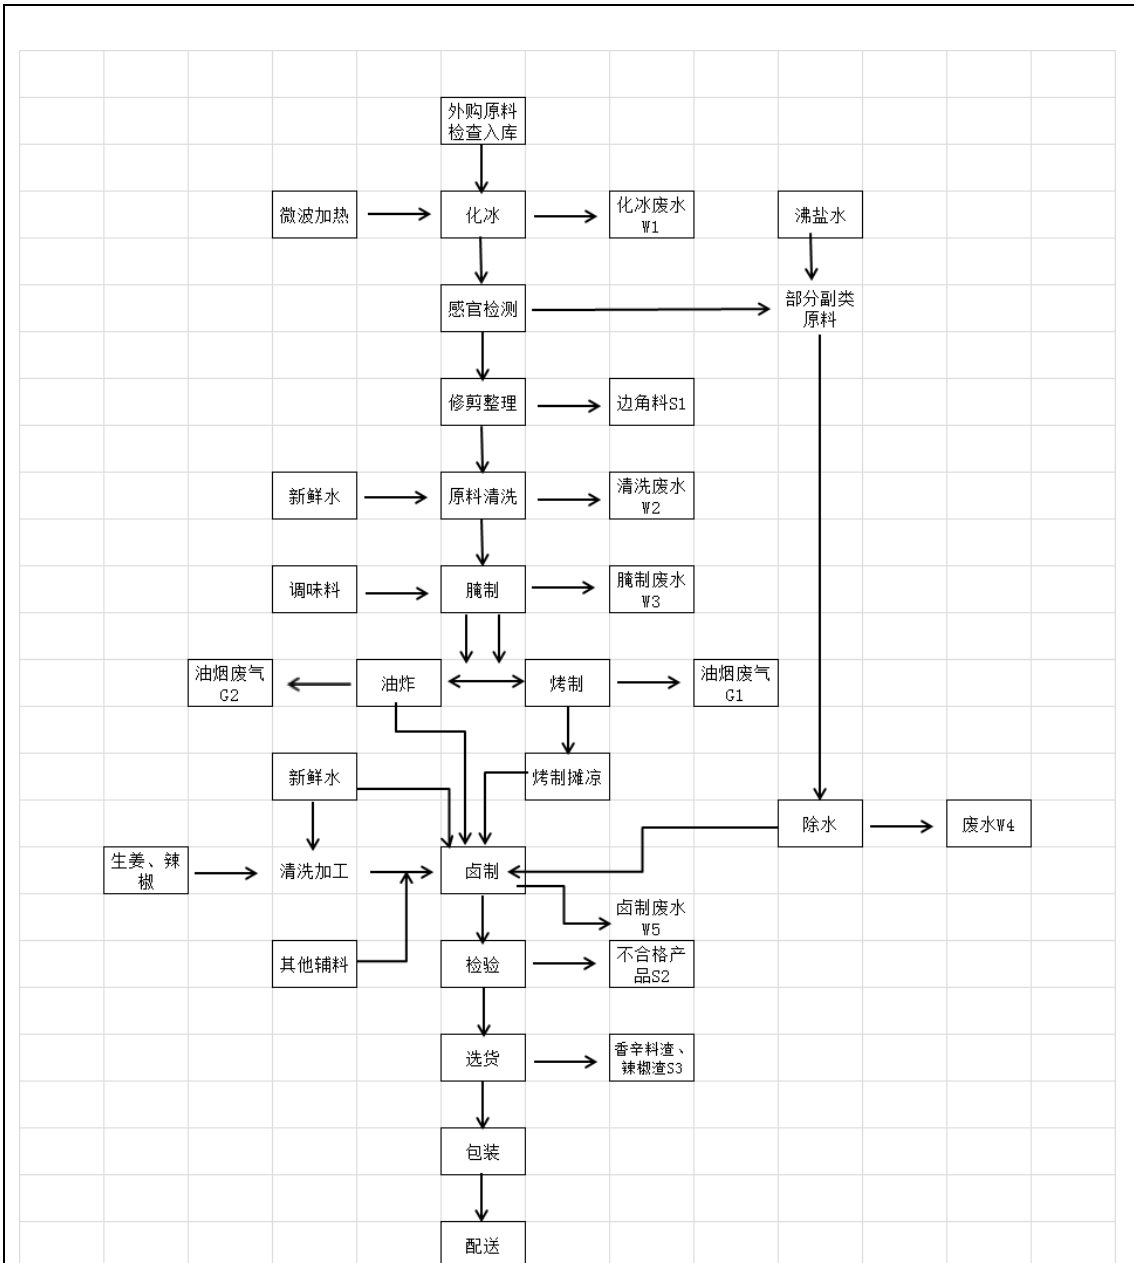 外购原料
检查入库
微波加热
化冰
化冰废水
W1
沸盐水
感官检测
部分副类
原料
修剪整理
边角料S1
新鲜水
原料清洗
清洗废水
W2
调味料
腌制
腌制废水
W3
油烟废气
G2
油炸
烤制
油烟废气
G1
新鲜水
烤制摊凉
除水
废水W4
生姜、辣
椒
清洗加工
卤制
卤制废水
W5
其他辅料
检验
不合格产
品S2
选货
香辛料渣、
辣椒渣S3
包装
配送